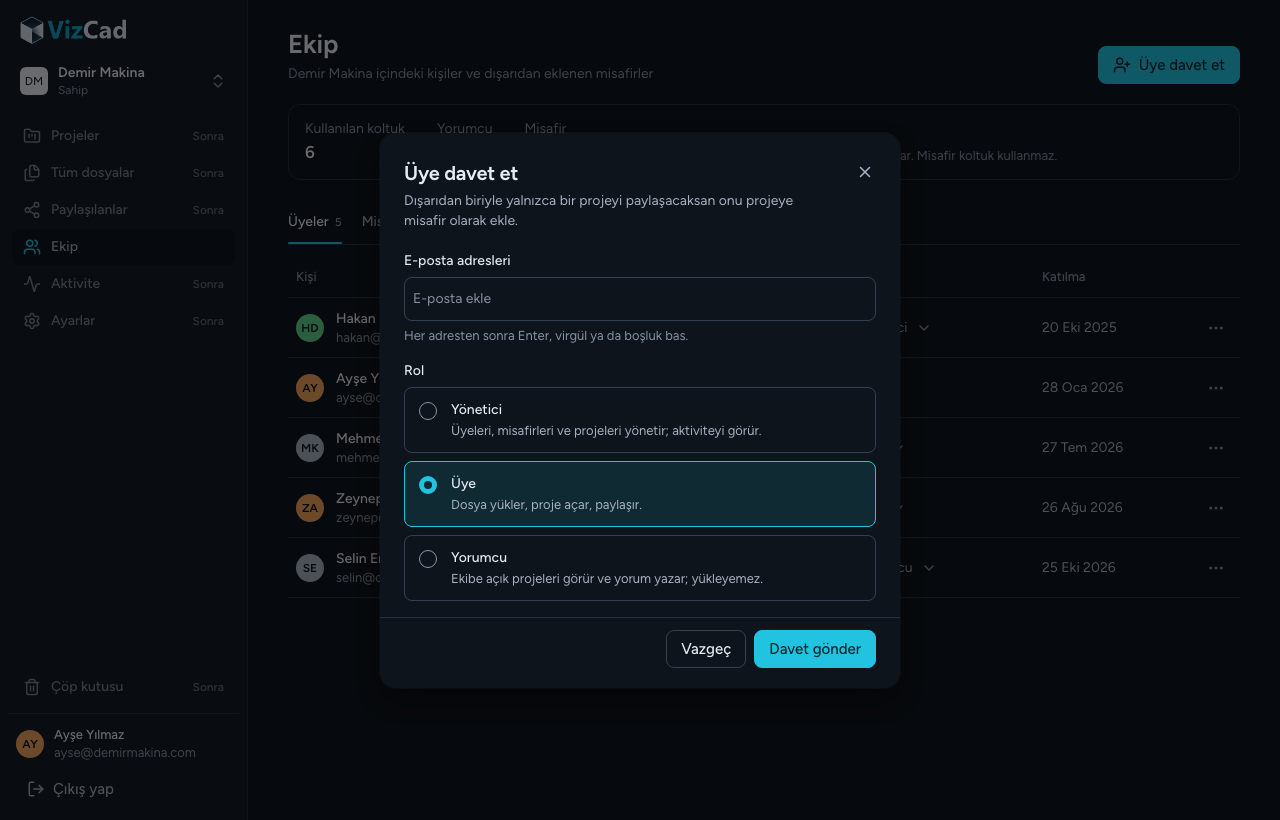 VizCad
DM
Demir Makina
Sahip
Projeler Sonra
Tüm dosyalar Sonra
Paylaşılanlar Sonra
Ekip
Aktivite Sonra
Ayarlar Sonra
Çöp kutusu Sonra
AY
Ayşe Yılmaz
ayse@demirmakina.com
Çıkış yap
Ekip
Demir Makina içindeki kişiler ve dışarıdan eklenen misafirler
Üye davet et
Kullanılan koltuk Yorumcu Misafir
6
Misafir koltuk kullanmaz.
Üyeler 5
Kişi Katılma
HD Hakan 20 Eki 2025
AY Ayşe 28 Oca 2026
MK 27 Tem 2026
ZA 26 Ağu 2026
SE Selin 25 Eki 2026
Üye davet et
Dışarıdan biriyle yalnızca bir projeyi paylaşacaksan onu projeye
misafir olarak ekle.
E-posta adresleri
E-posta ekle
Her adresten sonra Enter, virgül ya da boşluk bas.
Rol
Yönetici
Üyeleri, misafirleri ve projeleri yönetir; aktiviteyi görür.
Üye
Dosya yükler, proje açar, paylaşır.
Yorumcu
Ekibe açık projeleri görür ve yorum yazar; yükleyemez.
Vazgeç Davet gönder